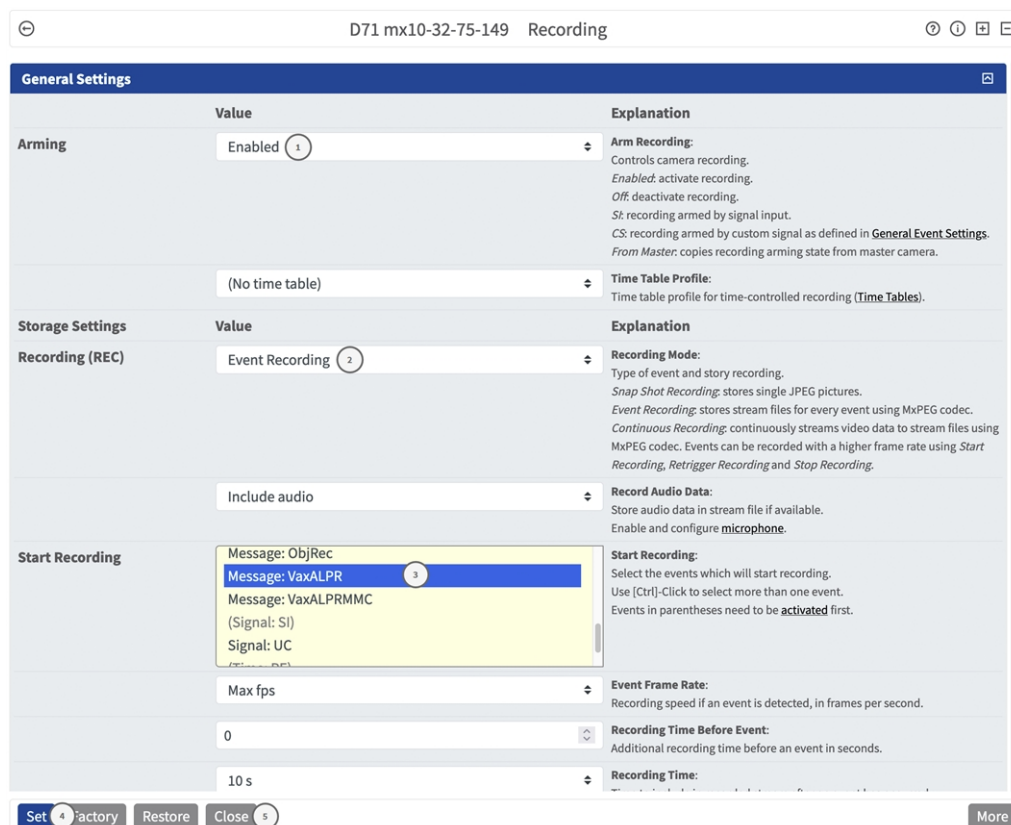 D71 mx10-32-75-149 Recording
General Settings
Value Explanation
Arming
Enabled 1
Arm Recording:
Controls camera recording.
Enabled: activate recording.
Off: deactivate recording.
SI: recording armed by signal input.
CS: recording armed by custom signal as defined in General Event Settings.
From Master: copies recording arming state from master camera.
(No time table)
Time Table Profile:
Time table profile for time-controlled recording (Time Tables).
Storage Settings Value Explanation
Recording (REC)
Event Recording 2
Recording Mode:
Type of event and story recording.
Snap Shot Recording: stores single JPEG pictures.
Event Recording: stores stream files for every event using MxPEG codec.
Continuous Recording: continuously streams video data to stream files using
MxPEG codec. Events can be recorded with a higher frame rate using Start
Recording, Retrigger Recording and Stop Recording.
Include audio
Record Audio Data:
Store audio data in stream file if available.
Enable and configure microphone.
Start Recording
Message: ObjRec
Message: VaxALPR 3
Message: VaxALPRMMC
(Signal: SI)
Signal: UC
Start Recording:
Select the events which will start recording.
Use [Ctrl]-Click to select more than one event.
Events in parentheses need to be activated first.
Max fps
Event Frame Rate:
Recording speed if an event is detected, in frames per second.
0
Recording Time Before Event:
Additional recording time before an event in seconds.
10 s
Recording Time:
Set 4 Factory Restore Close 5 More